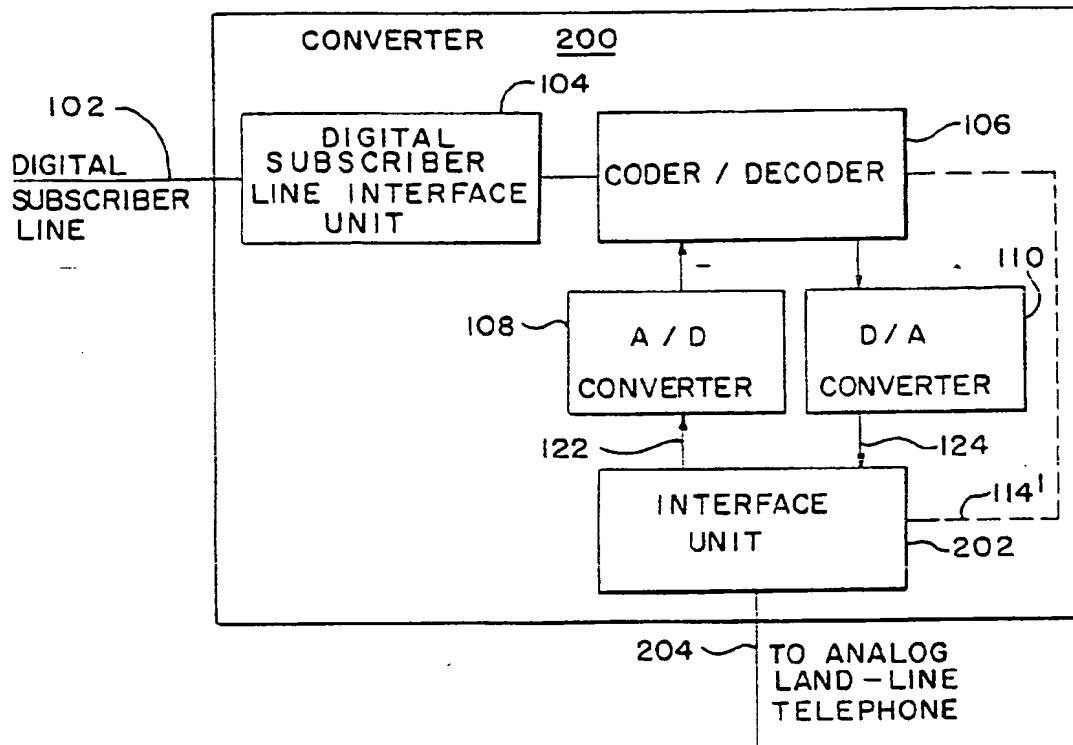 CONVERTER 200
104
102
DIGITAL
SUBSCRIBER
LINE
DIGITAL
SUBSCRIBER
LINE INTERFACE
UNIT
CODER / DECODER
106
108
A / D
CONVERTER
D / A
CONVERTER
110
122
124
INTERFACE
UNIT
114'
202
204
TO ANALOG
LAND-LINE
TELEPHONE